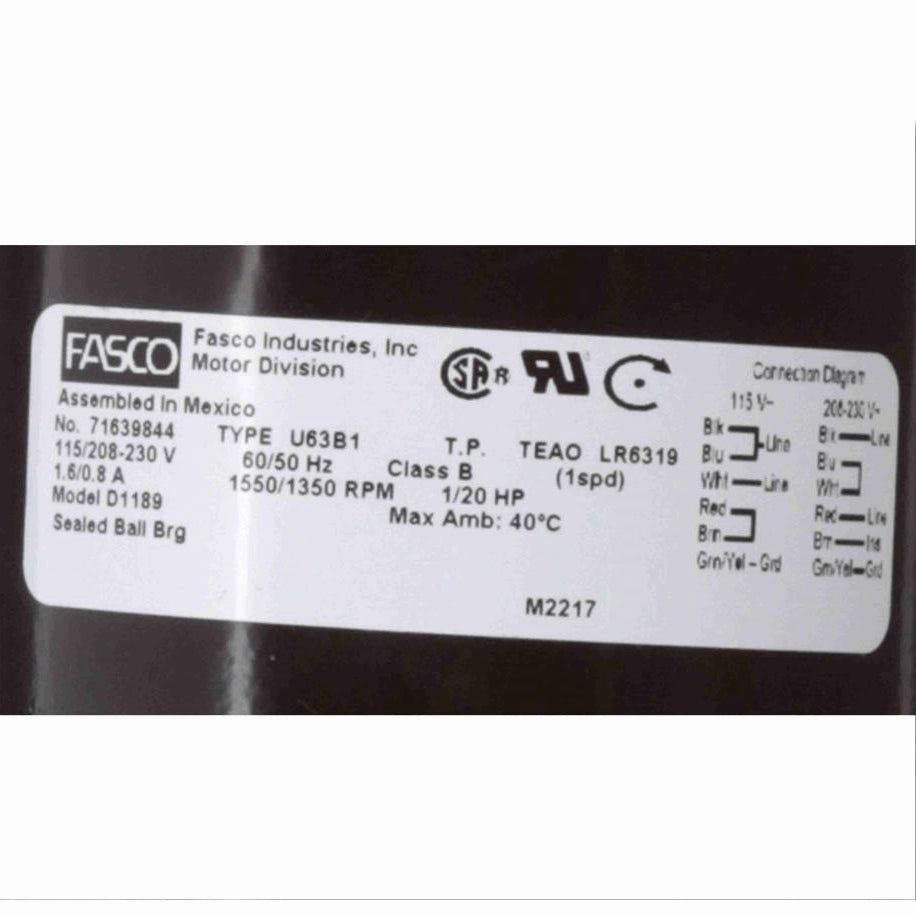 FASCO
Fasco Industries, Inc
Motor Division
Assembled In Mexico
No. 71639844
115/208-230 V
1.6/0.8 A
Model D1189
Sealed Ball Brg
TYPE U63B1
60/50 Hz
1550/1350 RPM
T.P.
Class B
1/20 HP
Max Amb: 40°C
TEAO LR6319
(1spd)
M2217
Connection Diagram
115 V~
Blk
Line
Blu
Wht Line
Red
Brn
Grn/Yel - Grd
208-230 V~
Blk Line
Blu
Wht
Red Line
Brn Ins
Grn/Yel Grd